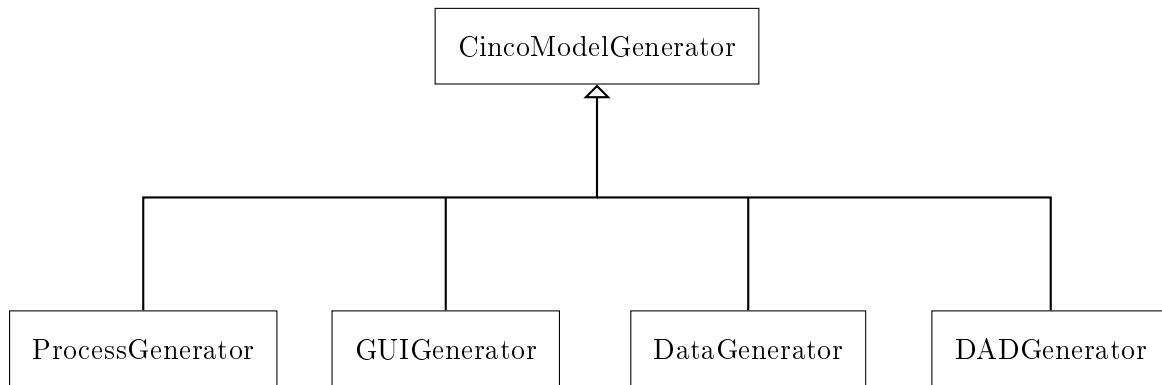 CincoModelGenerator
ProcessGenerator
GUIGenerator
DataGenerator
DADGenerator